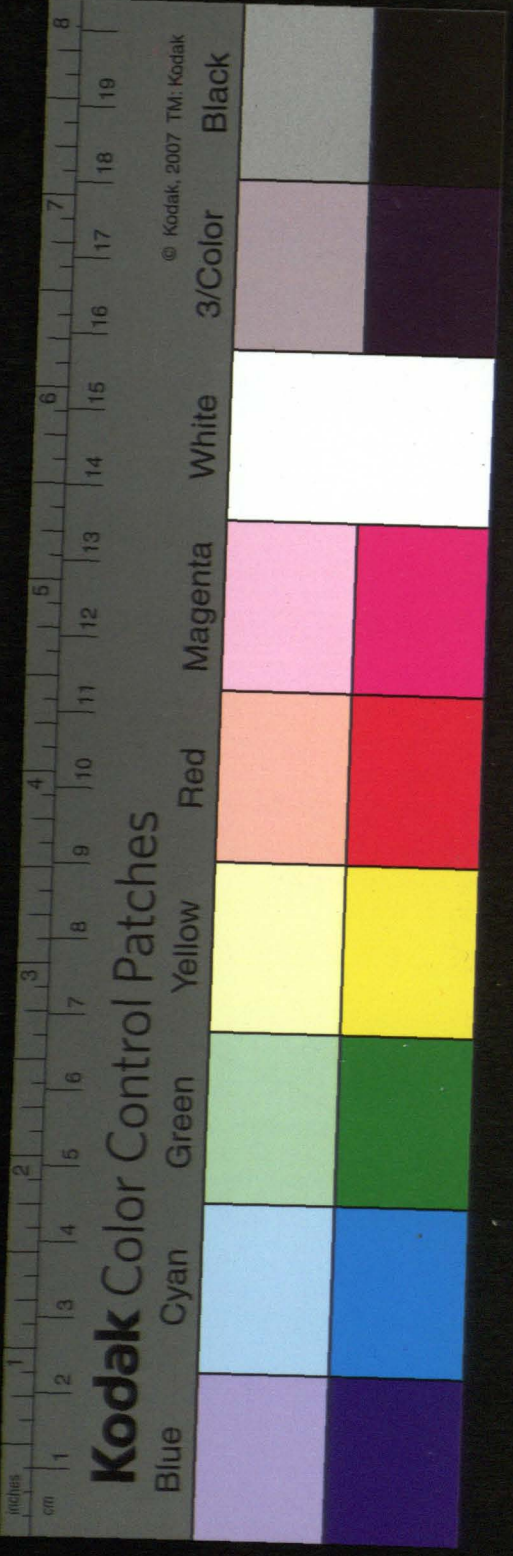 inches 1 2 3 4 5 6 7 8
cm 1 2 3 4 5 6 7 8 9 10 11 12 13 14 15 16 17 18 19
Kodak Color Control Patches © Kodak, 2007 TM: Kodak
Blue Cyan Green Yellow Red Magenta White 3/Color Black